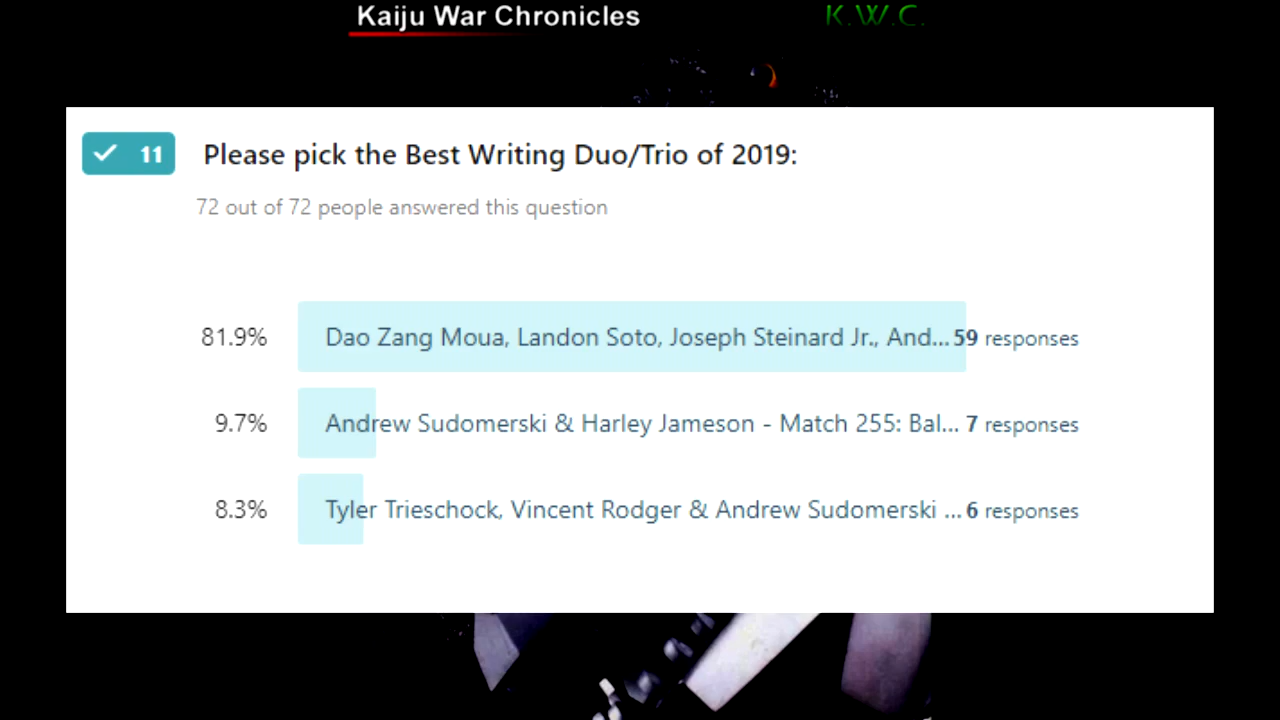 Kaiju War Chronicles K.W.C.
11 Please pick the Best Writing Duo/Trio of 2019:
72 out of 72 people answered this question
81.9% Dao Zang Moua, Landon Soto, Joseph Steinard Jr., And... 59 responses
9.7% Andrew Sudomerski & Harley Jameson - Match 255: Bal... 7 responses
8.3% Tyler Trieschock, Vincent Rodger & Andrew Sudomerski ... 6 responses